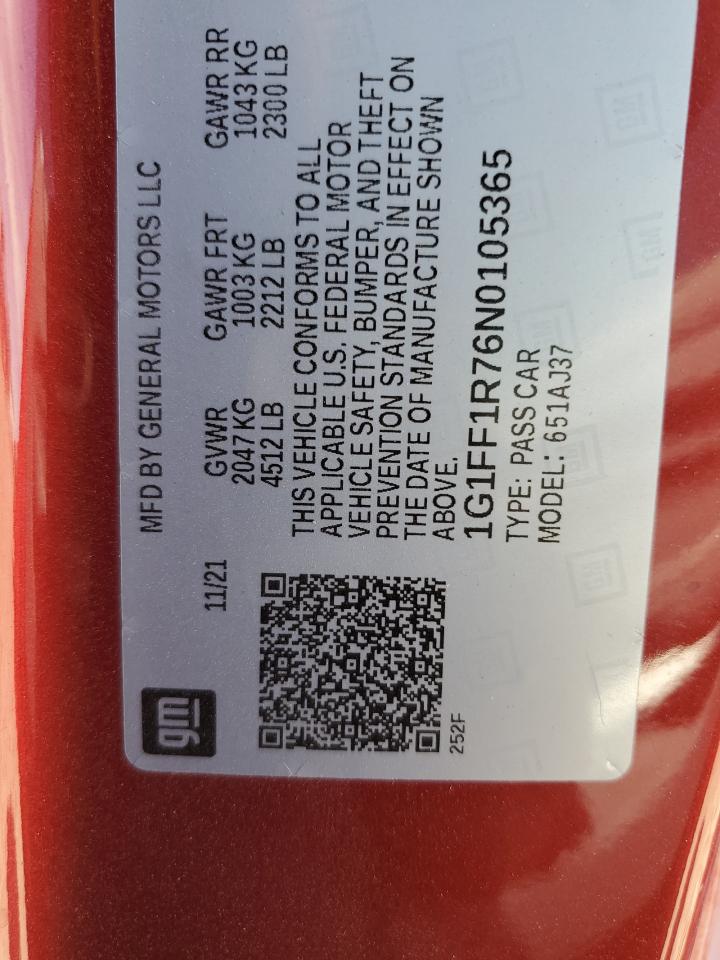 gm
MFD BY GENERAL MOTORS LLC
11/21
GVWR GAWR FRT GAWR RR
2047 KG 1003 KG 1043 KG
4512 LB 2212 LB 2300 LB
THIS VEHICLE CONFORMS TO ALL
APPLICABLE U.S. FEDERAL MOTOR
VEHICLE SAFETY, BUMPER, AND THEFT
PREVENTION STANDARDS IN EFFECT ON
THE DATE OF MANUFACTURE SHOWN
ABOVE.
1G1FF1R76N0105365
TYPE: PASS CAR
MODEL: 651AJ37
252F